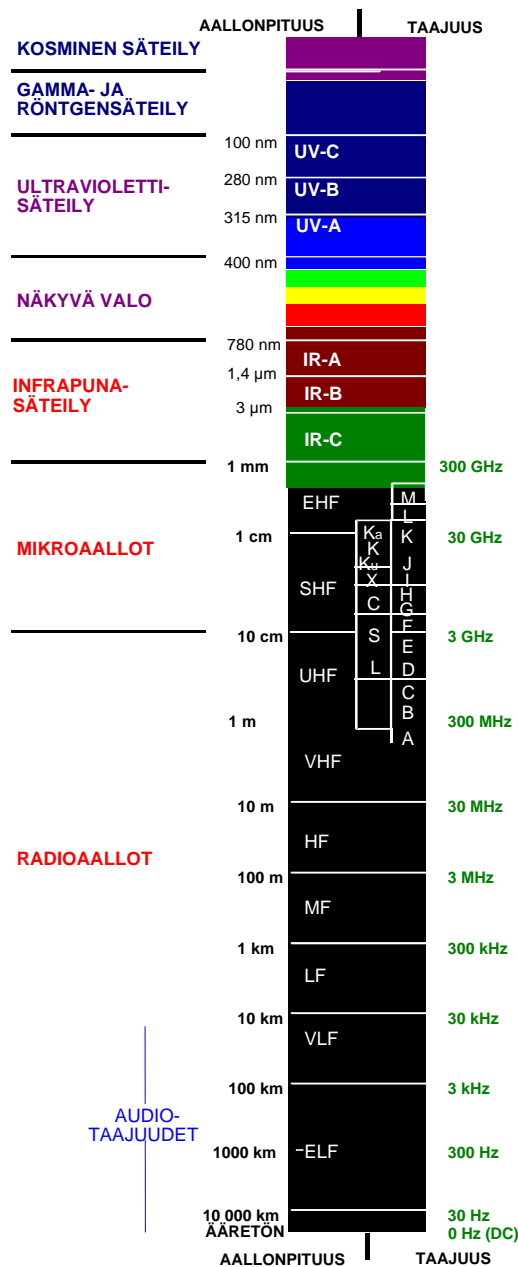 AALLONPITUUS TAAJUUS
KOSMINEN SÄTEILY
GAMMA- JA
RÖNTGENSÄTEILY
100 nm
UV-C
280 nm
UV-B
ULTRAVIOLETTI-
SÄTEILY
315 nm
UV-A
400 nm
NÄKYVÄ VALO
780 nm
IR-A
1,4 µm
INFRAPUNA-
SÄTEILY
IR-B
3 µm
IR-C
1 mm 300 GHz
EHF
M
L
Ka
K
1 cm 30 GHz
K
MIKROAALLOT
Ku
J
X
I
SHF
H
C
G
F
10 cm 3 GHz
S
E
L
D
UHF
C
B
1 m 300 MHz
A
VHF
10 m 30 MHz
HF
RADIOAALLOT
100 m 3 MHz
MF
1 km 300 kHz
LF
10 km 30 kHz
VLF
100 km 3 kHz
AUDIO-
TAAJUUDET
1000 km ELF 300 Hz
10 000 km 30 Hz
ÄÄRETÖN 0 Hz (DC)
AALLONPITUUS TAAJUUS